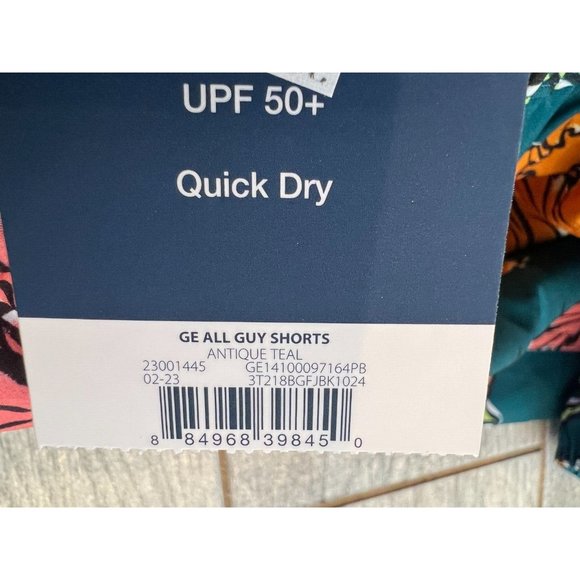 UPF 50+
Quick Dry
GE ALL GUY SHORTS
ANTIQUE TEAL
23001445 GE14100097164PB
02-23 3T218BGFJBK1024
8 84968 39845 0